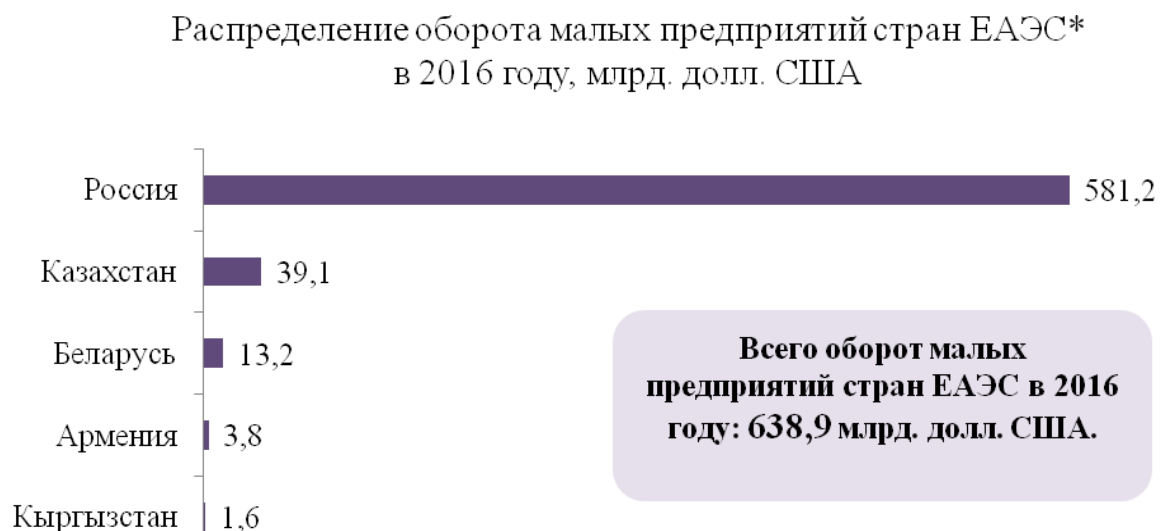 Распределение оборота малых предприятий стран ЕАЭС*
в 2016 году, млрд. долл. США
Россия 581,2
Казахстан 39,1
Беларусь 13,2
Армения 3,8
Кыргызстан 1,6
Всего оборот малых
предприятий стран ЕАЭС в 2016
году: 638,9 млрд. долл. США.